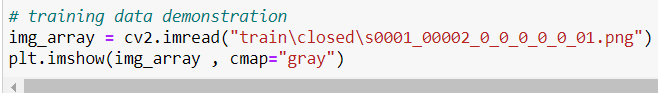 # training data demonstration
img_array = cv2.imread("train\closed\s0001_00002_0_0_0_0_0_01.png")
plt.imshow(img_array , cmap="gray")